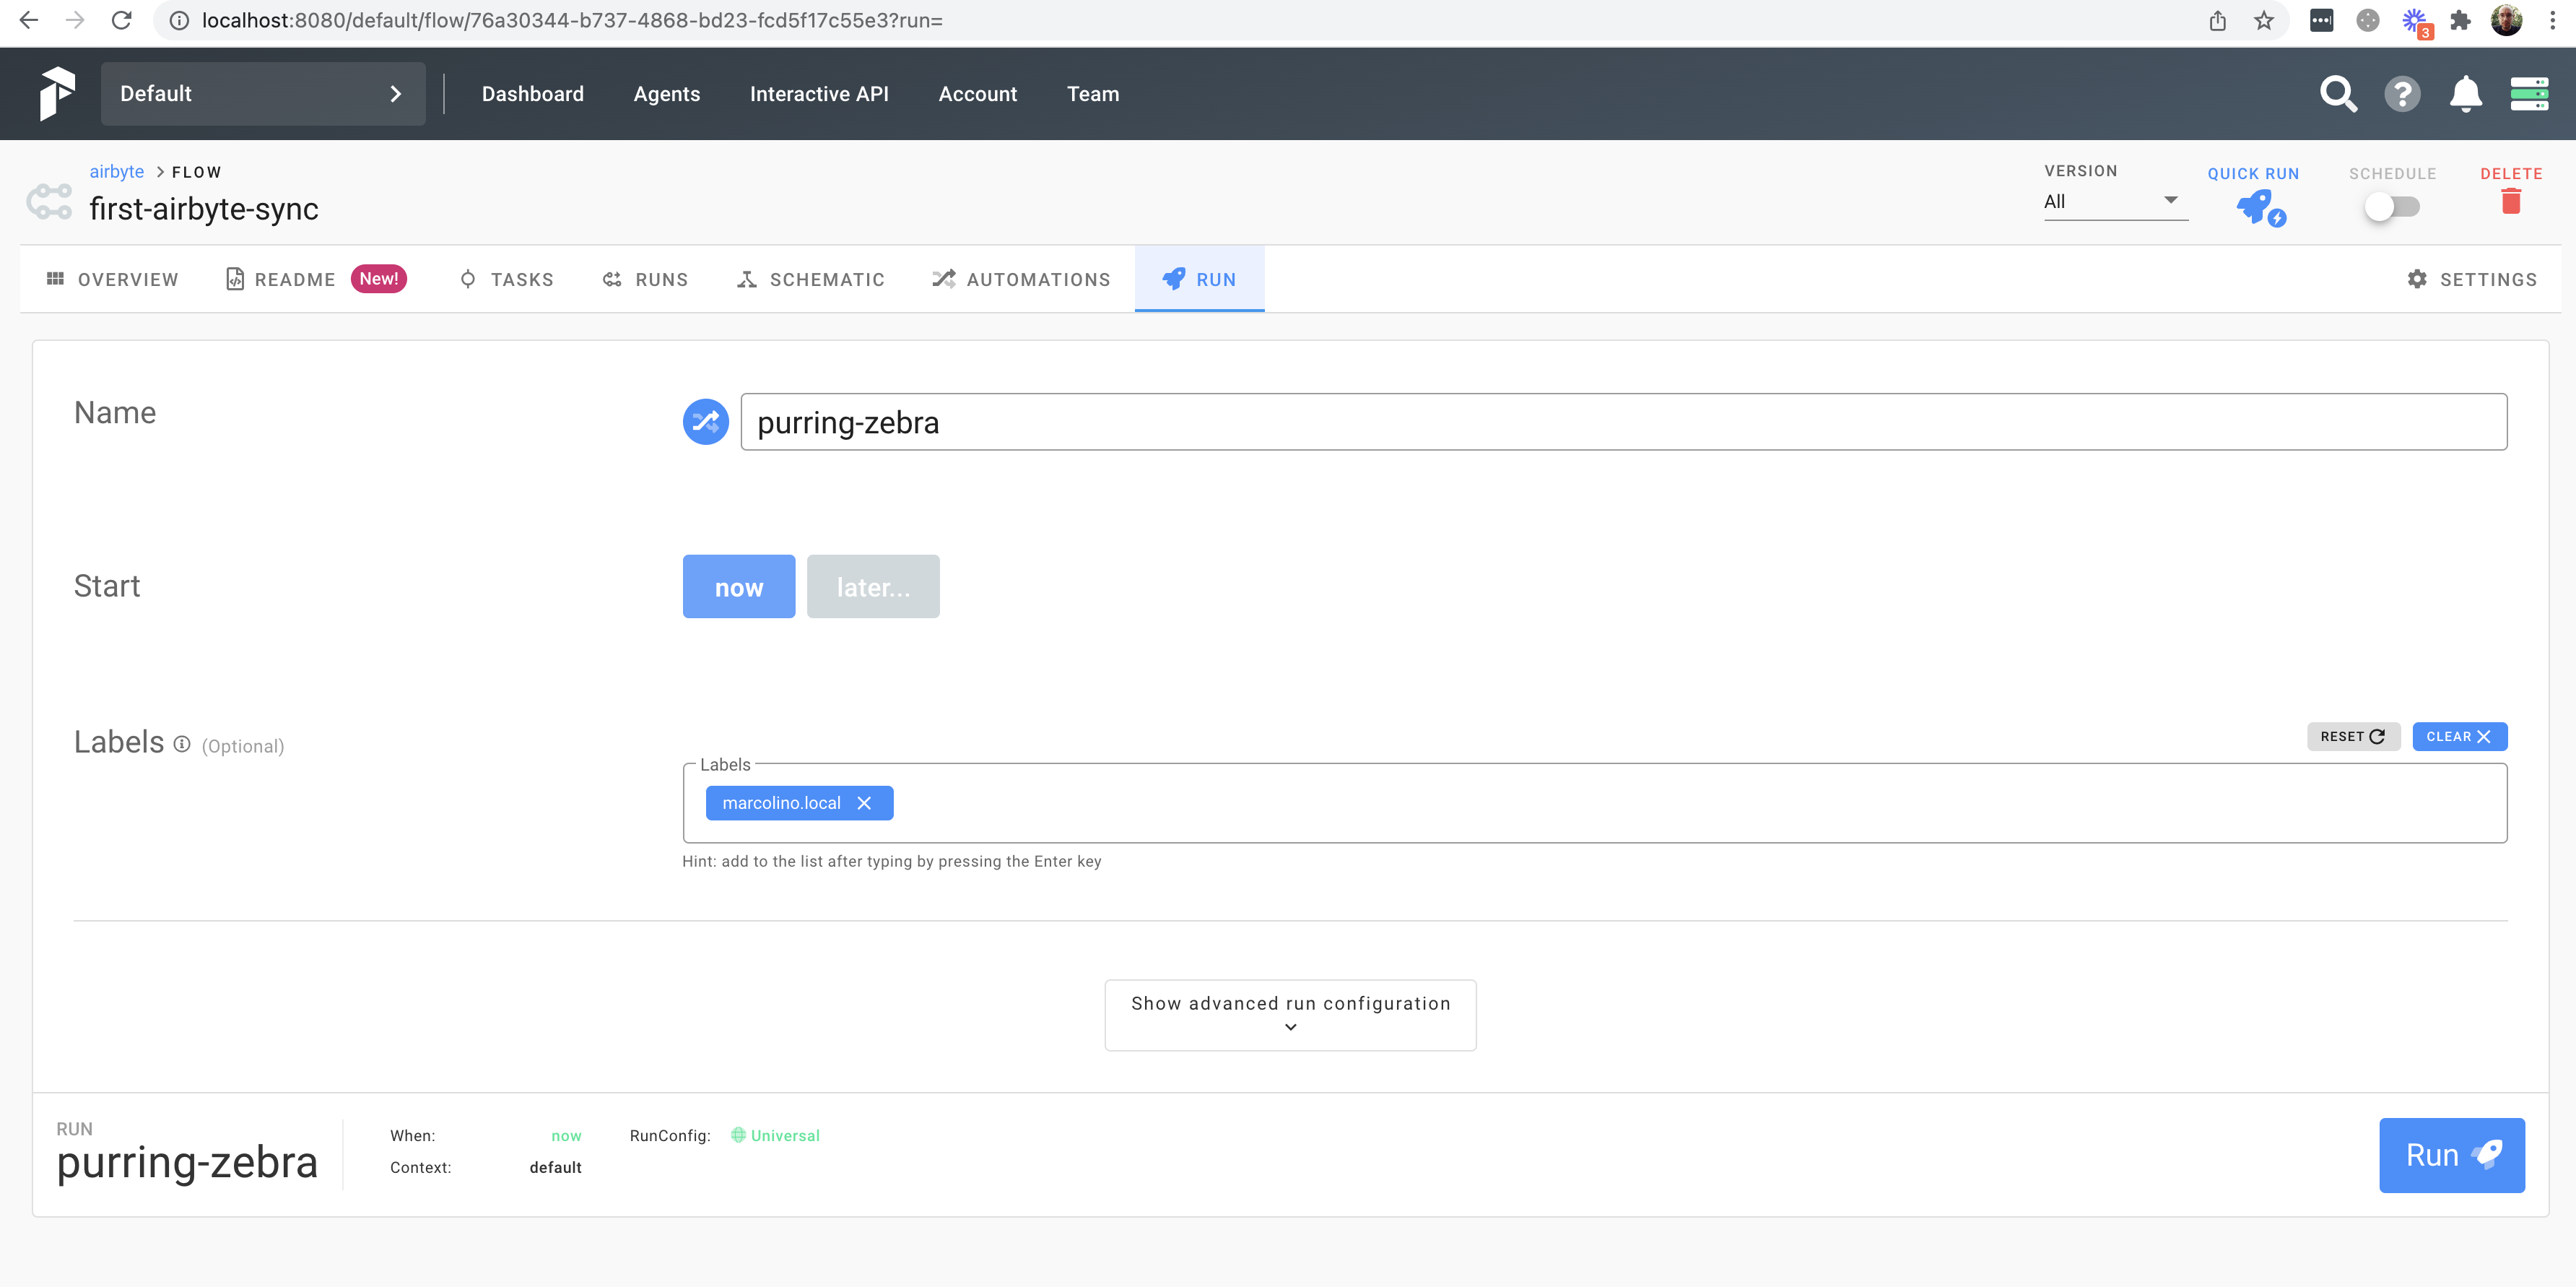 localhost:8080/default/flow/76a30344-b737-4868-bd23-fcd5f17c55e3?run=
3
Default
Dashboard
Agents
Interactive API
Account
Team
airbyte > FLOW
first-airbyte-sync
VERSION
All
QUICK RUN
SCHEDULE
DELETE
OVERVIEW
README New!
TASKS
RUNS
SCHEMATIC
AUTOMATIONS
RUN
SETTINGS
Name
purring-zebra
Start
now
later...
Labels (Optional)
RESET
CLEAR
Labels
marcolino.local
Hint: add to the list after typing by pressing the Enter key
Show advanced run configuration
RUN
purring-zebra
When: now
Context: default
RunConfig: Universal
Run